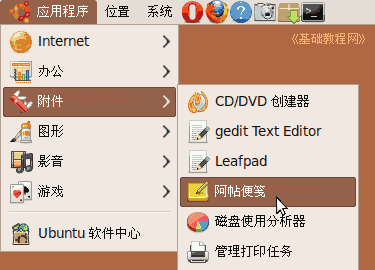 应用程序 位置 系统
《基础教程网》
Internet
办公
附件
图形
影音
游戏
Ubuntu 软件中心
CD/DVD 创建器
gedit Text Editor
Leafpad
阿帖便笺
磁盘使用分析器
管理打印任务